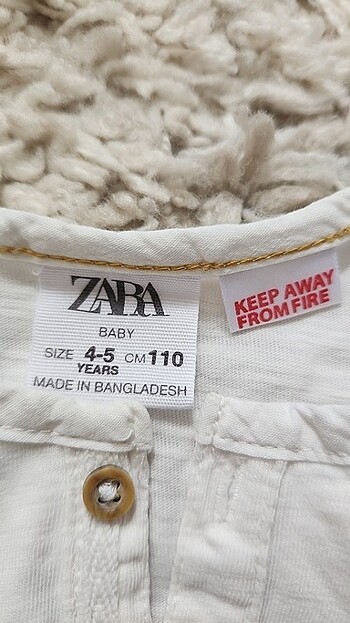 ZARA
BABY
SIZE 4-5 CM 110
YEARS
MADE IN BANGLADESH
KEEP AWAY
FROM FIRE